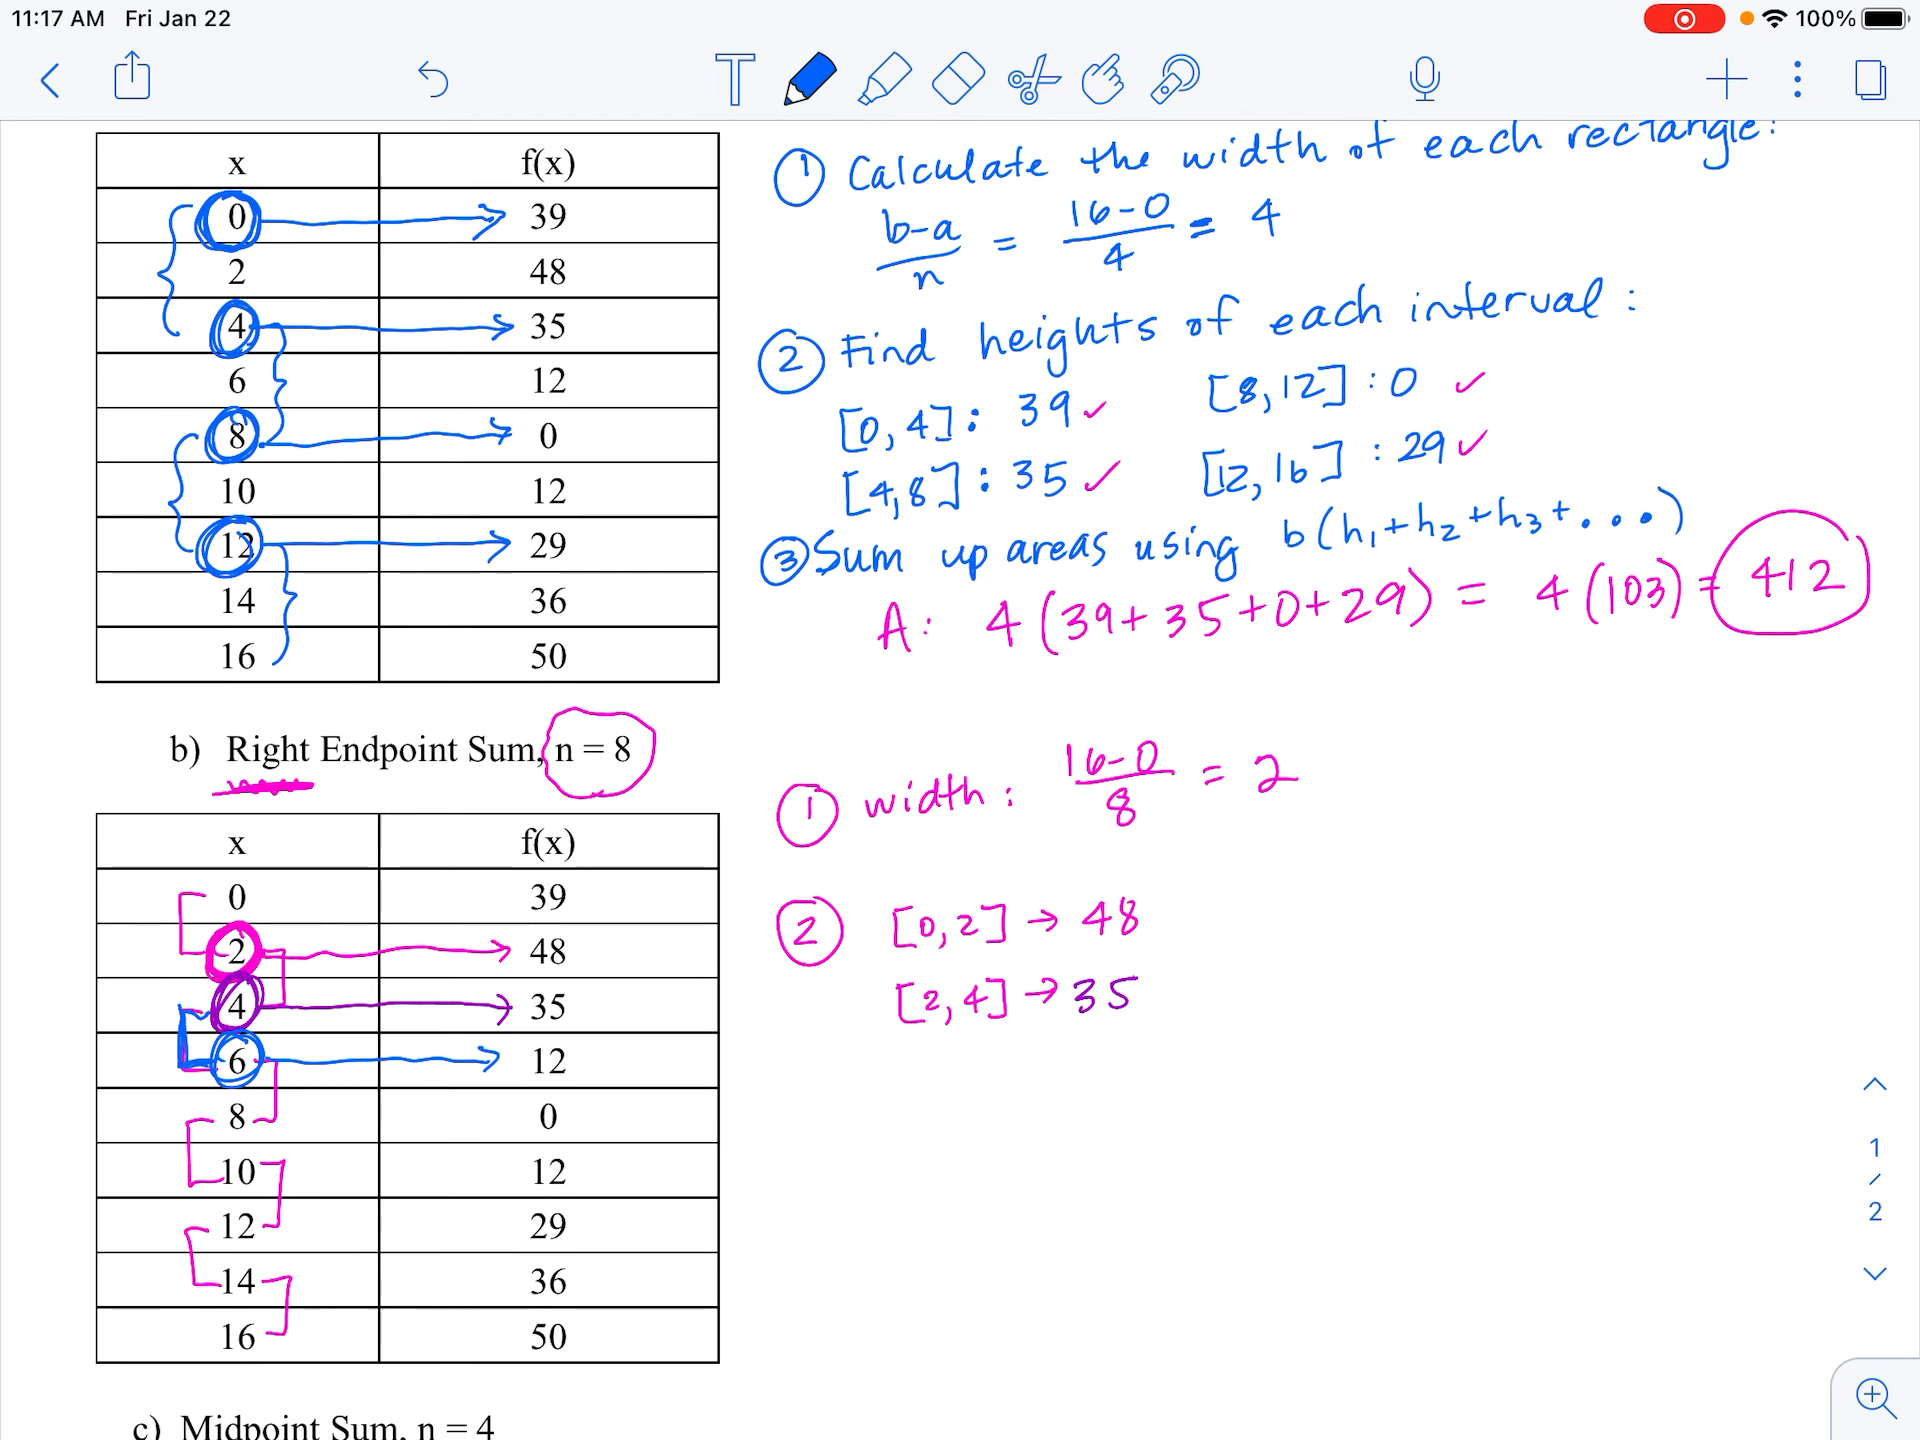 11:17 AM Fri Jan 22 100%
T
x f(x)
0 39
2 48
4 35
6 12
8 0
10 12
12 29
14 36
16 50
① Calculate the width of each rectangle:
b-a/n = 16-0/4 = 4
② Find heights of each interval:
[0,4]: 39 ✓ [8,12]: 0 ✓
[4,8]: 35 ✓ [12,16]: 29 ✓
③ Sum up areas using b(h₁+h₂+h₃+...)
A: 4(39+35+0+29) = 4(103) = 412
b) Right Endpoint Sum, n = 8
x f(x)
0 39
2 48
4 35
6 12
8 0
10 12
12 29
14 36
16 50
① width: 16-0/8 = 2
② [0,2] → 48
[2,4] → 35
1
/
2
c) Midpoint Sum, n = 4